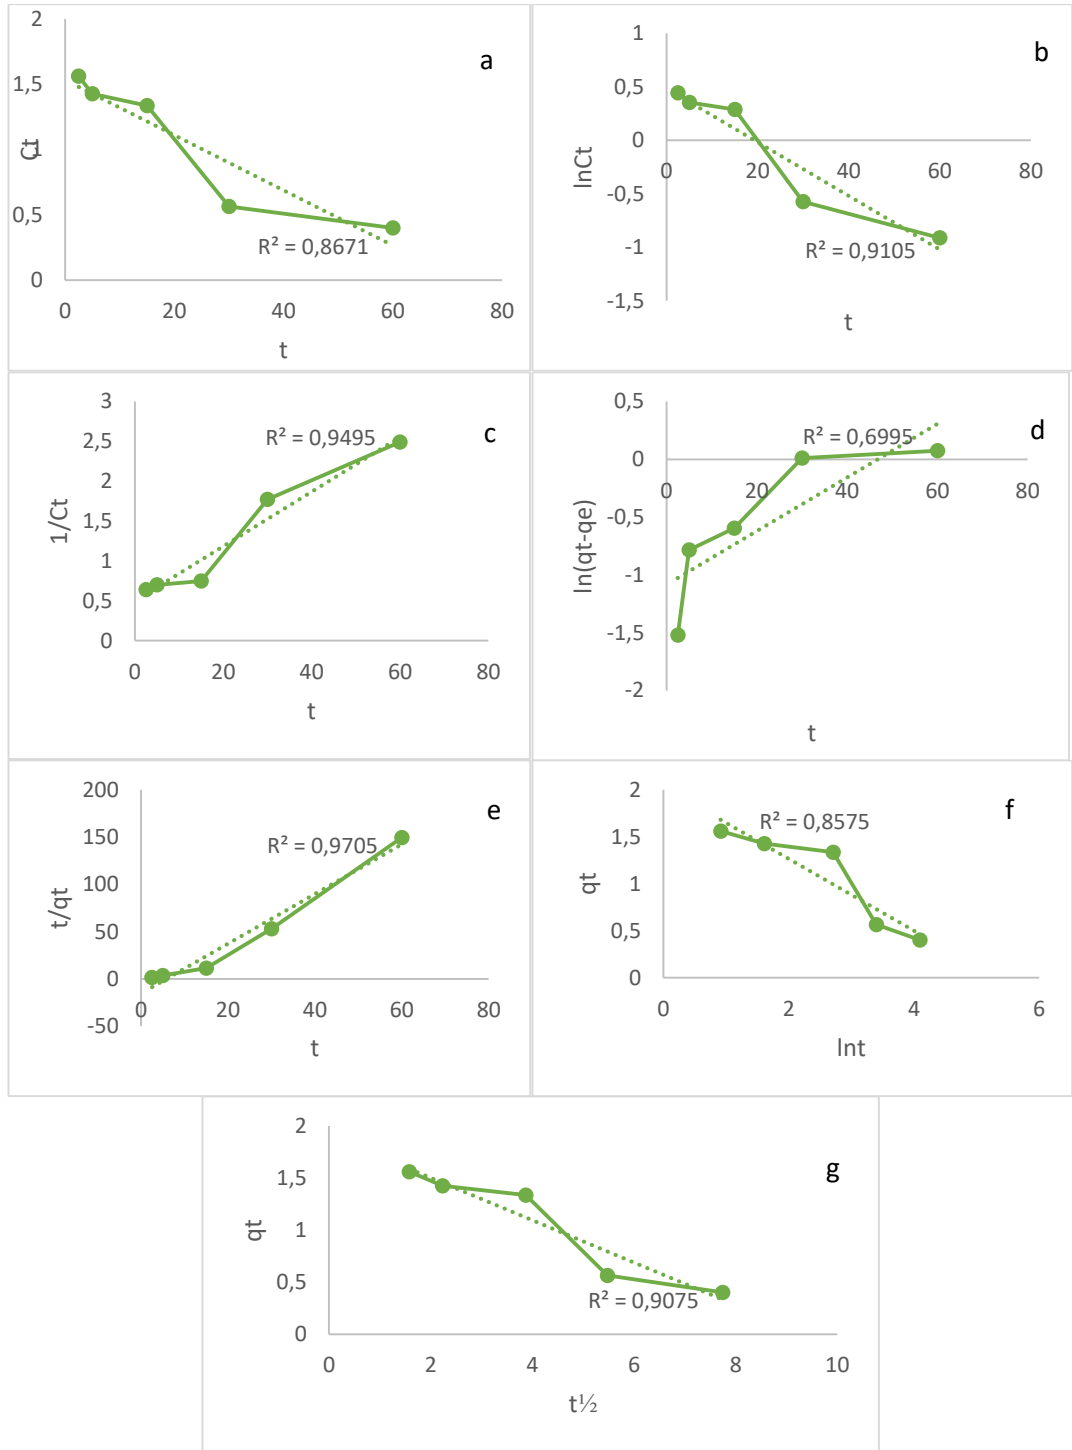 a
2
1,5
1
0,5
0
Ct
R² = 0,8671
0 20 40 60 80
t
b
1
0,5
0
-0,5
-1
-1,5
lnCt
0 20 40 60 80
R² = 0,9105
t
c
3
2,5
2
1,5
1
0,5
0
1/Ct
R² = 0,9495
0 20 40 60 80
t
d
0,5
0
-0,5
-1
-1,5
-2
ln(qt-qe)
R² = 0,6995
0 20 40 60 80
t
e
200
150
100
50
0
-50
t/qt
R² = 0,9705
0 20 40 60 80
t
f
2
1,5
1
0,5
0
qt
R² = 0,8575
0 2 4 6
lnt
g
2
1,5
1
0,5
0
qt
R² = 0,9075
0 2 4 6 8 10
t½